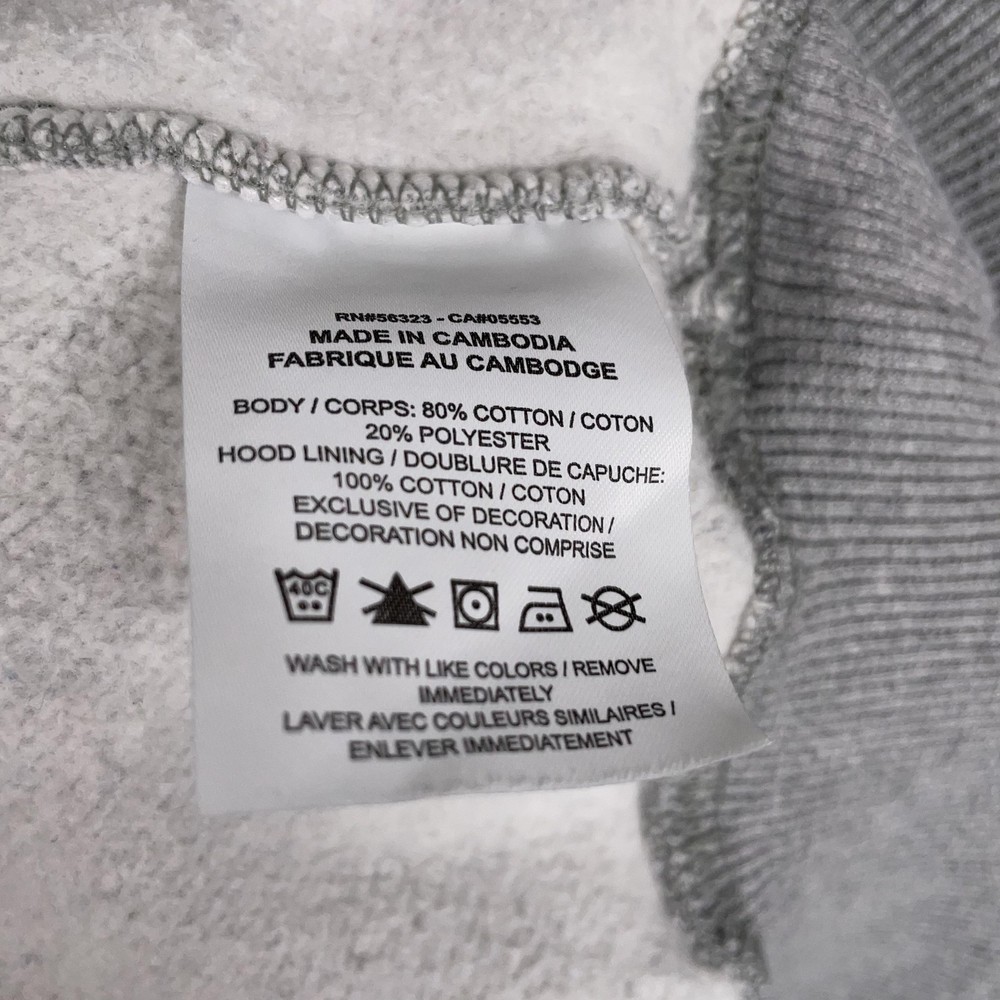 RN#56323 - CA#05553
MADE IN CAMBODIA
FABRIQUE AU CAMBODGE
BODY / CORPS: 80% COTTON / COTON
20% POLYESTER
HOOD LINING / DOUBLURE DE CAPUCHE:
100% COTTON / COTON
EXCLUSIVE OF DECORATION /
DECORATION NON COMPRISE
40C
WASH WITH LIKE COLORS / REMOVE
IMMEDIATELY
LAVER AVEC COULEURS SIMILAIRES /
ENLEVER IMMEDIATEMENT